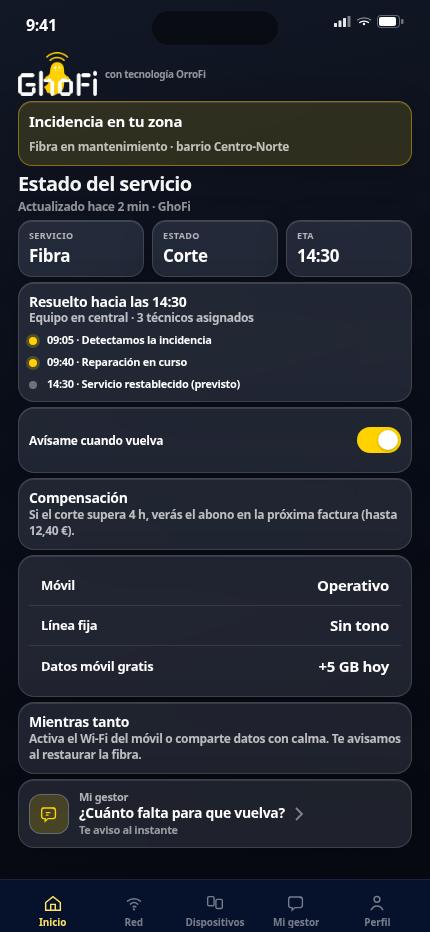 9:41
GhoFi con tecnología OrroFi
Incidencia en tu zona
Fibra en mantenimiento · barrio Centro-Norte
Estado del servicio
Actualizado hace 2 min · GhoFi
SERVICIO
Fibra
ESTADO
Corte
ETA
14:30
Resuelto hacia las 14:30
Equipo en central · 3 técnicos asignados
09:05 · Detectamos la incidencia
09:40 · Reparación en curso
14:30 · Servicio restablecido (previsto)
Avísame cuando vuelva
Compensación
Si el corte supera 4 h, verás el abono en la próxima factura (hasta
12,40 €).
Móvil Operativo
Línea fija Sin tono
Datos móvil gratis +5 GB hoy
Mientras tanto
Activa el Wi-Fi del móvil o comparte datos con calma. Te avisamos
al restaurar la fibra.
Mi gestor
¿Cuánto falta para que vuelva?
Te aviso al instante
Inicio Red Dispositivos Mi gestor Perfil